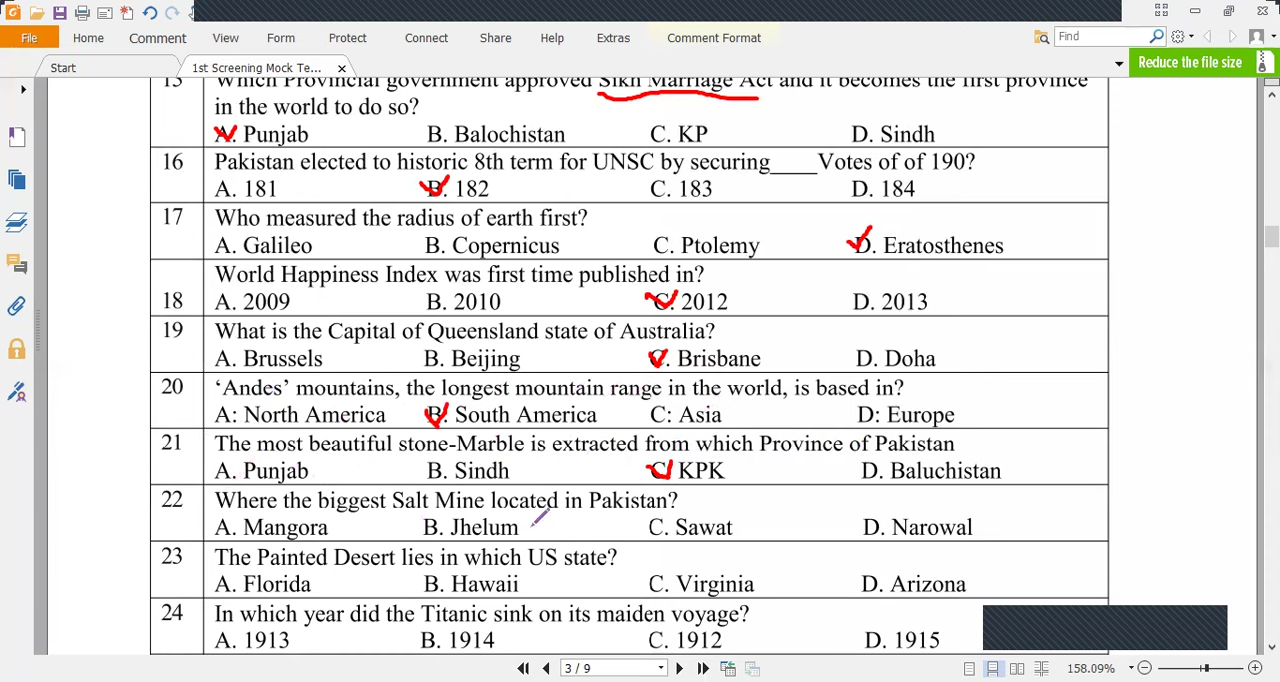 File Home Comment View Form Protect Connect Share Help Extras Comment Format Find
Start 1st Screening Mock Te... Reduce the file size
15 Which Provincial government approved Sikh Marriage Act and it becomes the first province
in the world to do so?
A. Punjab B. Balochistan C. KP D. Sindh
16 Pakistan elected to historic 8th term for UNSC by securing____Votes of of 190?
A. 181 B. 182 C. 183 D. 184
17 Who measured the radius of earth first?
A. Galileo B. Copernicus C. Ptolemy D. Eratosthenes
World Happiness Index was first time published in?
18 A. 2009 B. 2010 C. 2012 D. 2013
19 What is the Capital of Queensland state of Australia?
A. Brussels B. Beijing C. Brisbane D. Doha
20 ‘Andes’ mountains, the longest mountain range in the world, is based in?
A: North America B: South America C: Asia D: Europe
21 The most beautiful stone-Marble is extracted from which Province of Pakistan
A. Punjab B. Sindh C. KPK D. Baluchistan
22 Where the biggest Salt Mine located in Pakistan?
A. Mangora B. Jhelum C. Sawat D. Narowal
23 The Painted Desert lies in which US state?
A. Florida B. Hawaii C. Virginia D. Arizona
24 In which year did the Titanic sink on its maiden voyage?
A. 1913 B. 1914 C. 1912 D. 1915
3 / 9 158.09%